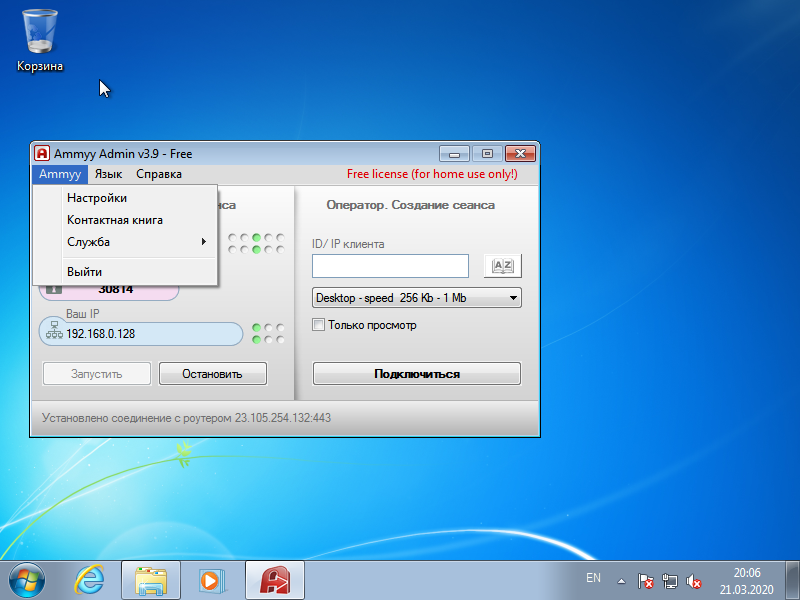 Корзина
Ammyy Admin v3.9 - Free
Ammyy Язык Справка Free license (for home use only!)
Настройки
Контактная книга
Служба
Выйти
Оператор. Создание сеанса
ID/ IP клиента
AZ
30814
Desktop - speed 256 Kb - 1 Mb
Ваш IP
192.168.0.128
Только просмотр
Запустить Остановить Подключиться
Установлено соединение с роутером 23.105.254.132:443
EN
20:06
21.03.2020